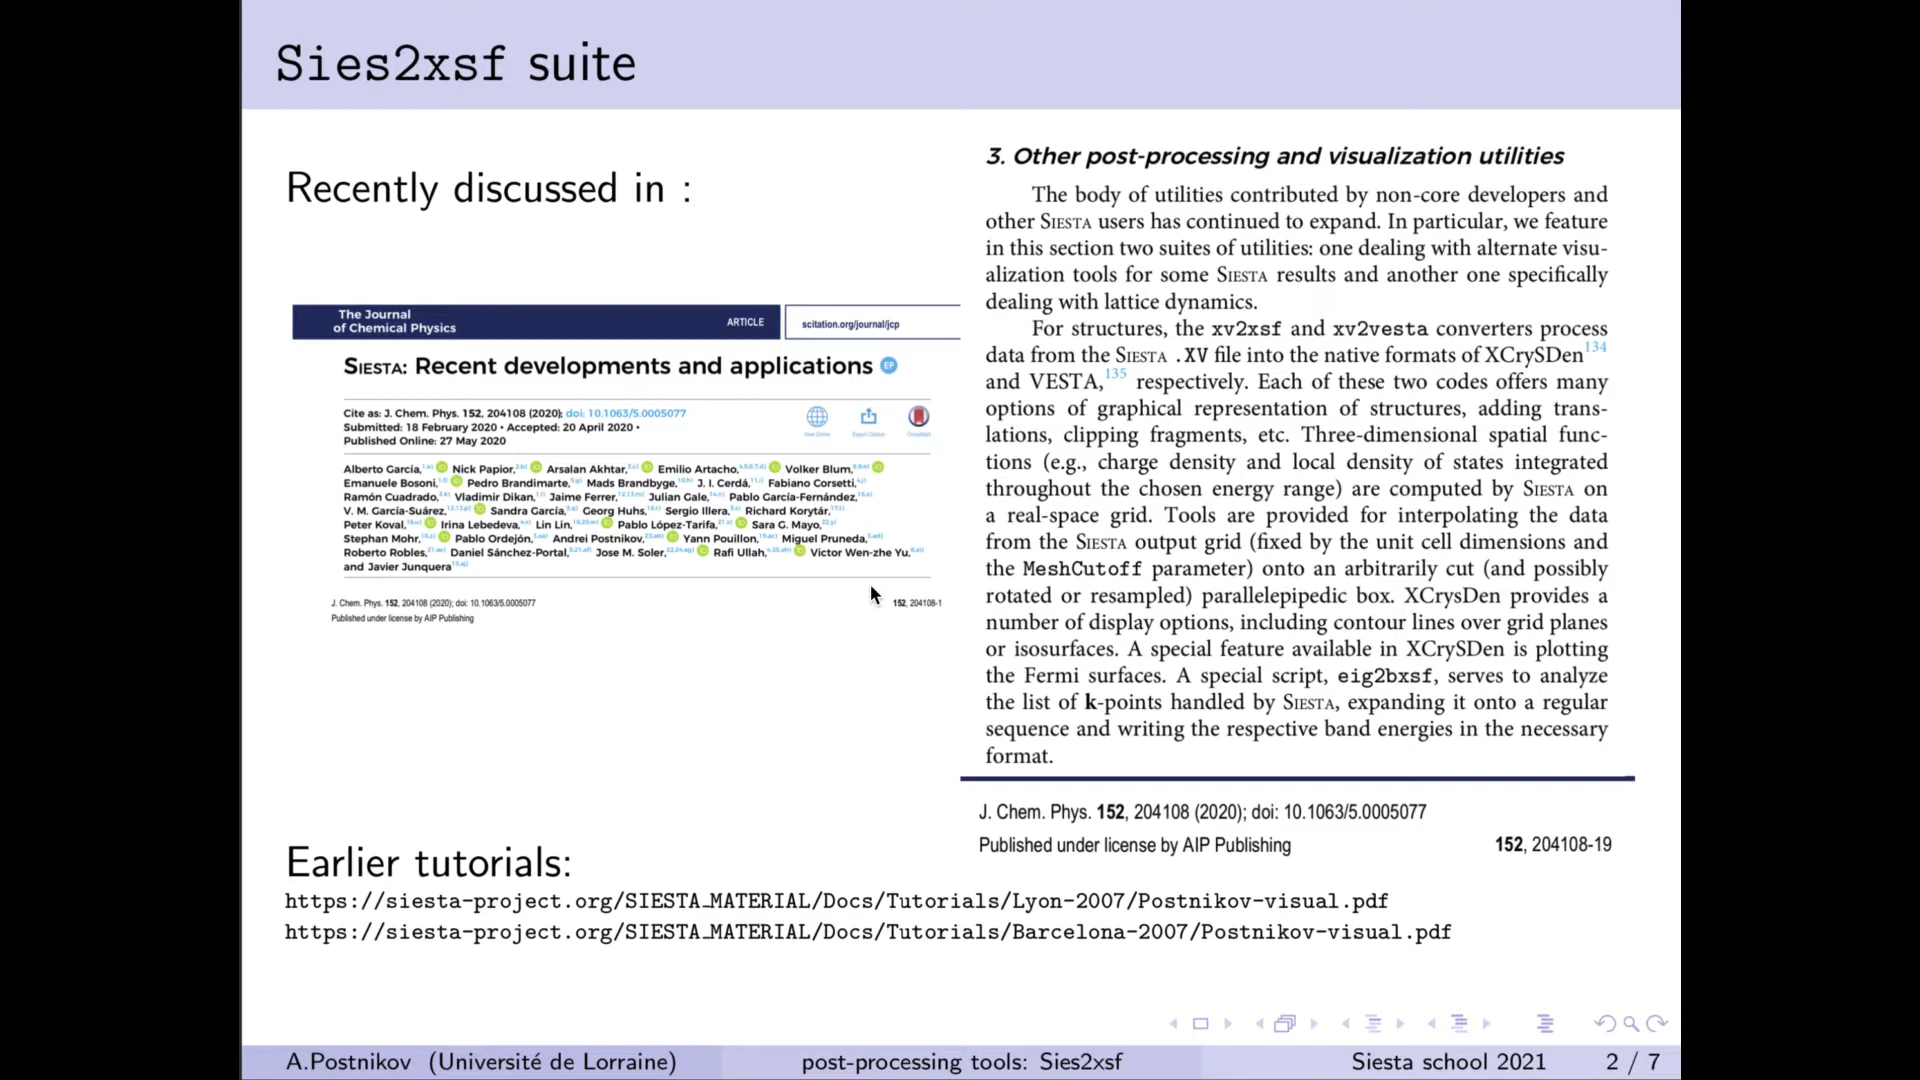 Sies2xsf suite
Recently discussed in :
The Journal
of Chemical Physics
ARTICLE
scitation.org/journal/jcp
SIESTA: Recent developments and applications EP
Cite as: J. Chem. Phys. 152, 204108 (2020); doi: 10.1063/5.0005077
Submitted: 18 February 2020 • Accepted: 20 April 2020 •
Published Online: 27 May 2020
View Online
Export Citation
CrossMark
Alberto García, Nick Papior, Arsalan Akhtar, Emilio Artacho, Volker Blum,
Emanuele Bosoni, Pedro Brandimarte, Mads Brandbyge, J. I. Cerdá, Fabiano Corsetti,
Ramón Cuadrado, Vladimir Dikan, Jaime Ferrer, Julian Gale, Pablo García-Fernández,
V. M. García-Suárez, Sandra García, Georg Huhs, Sergio Illera, Richard Korytár,
Peter Koval, Irina Lebedeva, Lin Lin, Pablo López-Tarifa, Sara G. Mayo,
Stephan Mohr, Pablo Ordejón, Andrei Postnikov, Yann Pouillon, Miguel Pruneda,
Roberto Robles, Daniel Sánchez-Portal, Jose M. Soler, Rafi Ullah, Victor Wen-zhe Yu,
and Javier Junquera
J. Chem. Phys. 152, 204108 (2020); doi: 10.1063/5.0005077
152, 204108-1
Published under license by AIP Publishing
3. Other post-processing and visualization utilities
The body of utilities contributed by non-core developers and
other SIESTA users has continued to expand. In particular, we feature
in this section two suites of utilities: one dealing with alternate visu-
alization tools for some SIESTA results and another one specifically
dealing with lattice dynamics.
For structures, the xv2xsf and xv2vesta converters process
data from the SIESTA .XV file into the native formats of XCrySDen134
and VESTA,135 respectively. Each of these two codes offers many
options of graphical representation of structures, adding trans-
lations, clipping fragments, etc. Three-dimensional spatial func-
tions (e.g., charge density and local density of states integrated
throughout the chosen energy range) are computed by SIESTA on
a real-space grid. Tools are provided for interpolating the data
from the SIESTA output grid (fixed by the unit cell dimensions and
the MeshCutoff parameter) onto an arbitrarily cut (and possibly
rotated or resampled) parallelepipedic box. XCrysDen provides a
number of display options, including contour lines over grid planes
or isosurfaces. A special feature available in XCrySDen is plotting
the Fermi surfaces. A special script, eig2bxsf, serves to analyze
the list of k-points handled by SIESTA, expanding it onto a regular
sequence and writing the respective band energies in the necessary
format.
J. Chem. Phys. 152, 204108 (2020); doi: 10.1063/5.0005077
Published under license by AIP Publishing
152, 204108-19
Earlier tutorials:
https://siesta-project.org/SIESTA_MATERIAL/Docs/Tutorials/Lyon-2007/Postnikov-visual.pdf
https://siesta-project.org/SIESTA_MATERIAL/Docs/Tutorials/Barcelona-2007/Postnikov-visual.pdf
A.Postnikov (Université de Lorraine)
post-processing tools: Sies2xsf
Siesta school 2021
2 / 7